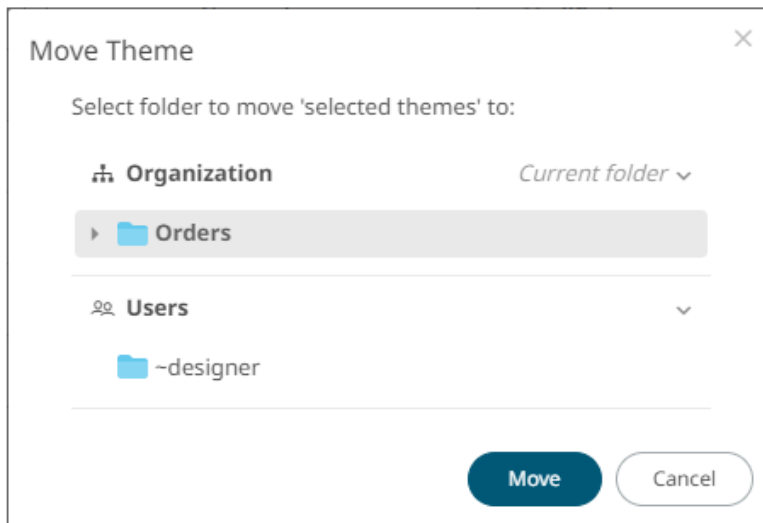 Move Theme
Select folder to move 'selected themes' to:
Organization Current folder
Orders
Users
~designer
Move Cancel